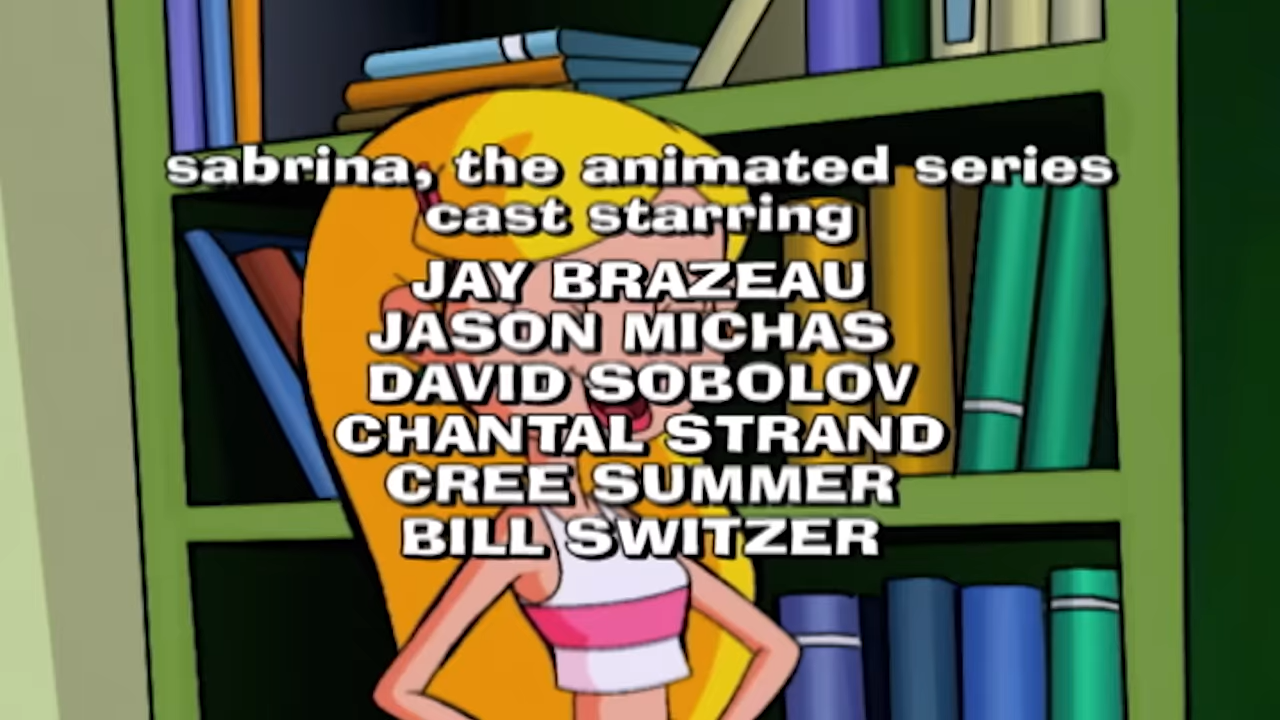 sabrina, the animated series
cast starring
JAY BRAZEAU
JASON MICHAS
DAVID SOBOLOV
CHANTAL STRAND
CREE SUMMER
BILL SWITZER